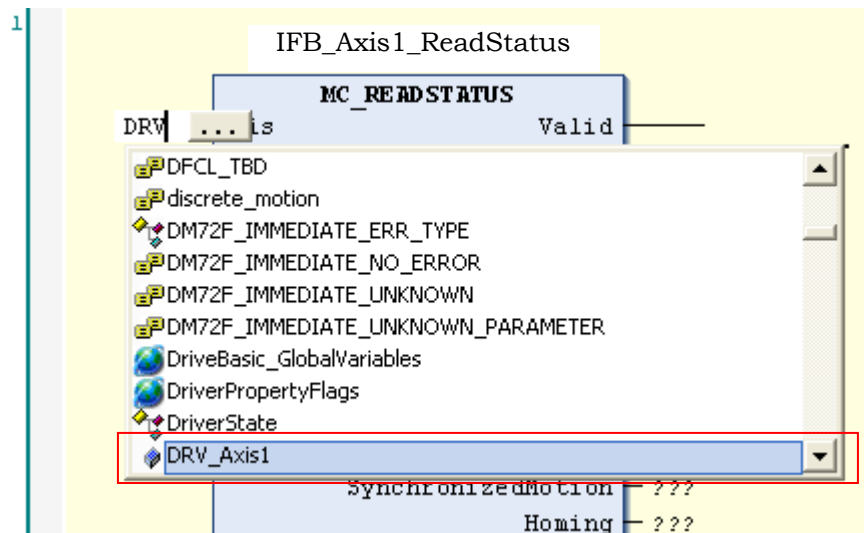 1
IFB_Axis1_ReadStatus
MC_READSTATUS
DRV ... is Valid
DFCL_TBD
discrete_motion
DM72F_IMMEDIATE_ERR_TYPE
DM72F_IMMEDIATE_NO_ERROR
DM72F_IMMEDIATE_UNKNOWN
DM72F_IMMEDIATE_UNKNOWN_PARAMETER
DriveBasic_GlobalVariables
DriverPropertyFlags
DriverState
DRV_Axis1
SynchronizedMotion ???
Homing ???